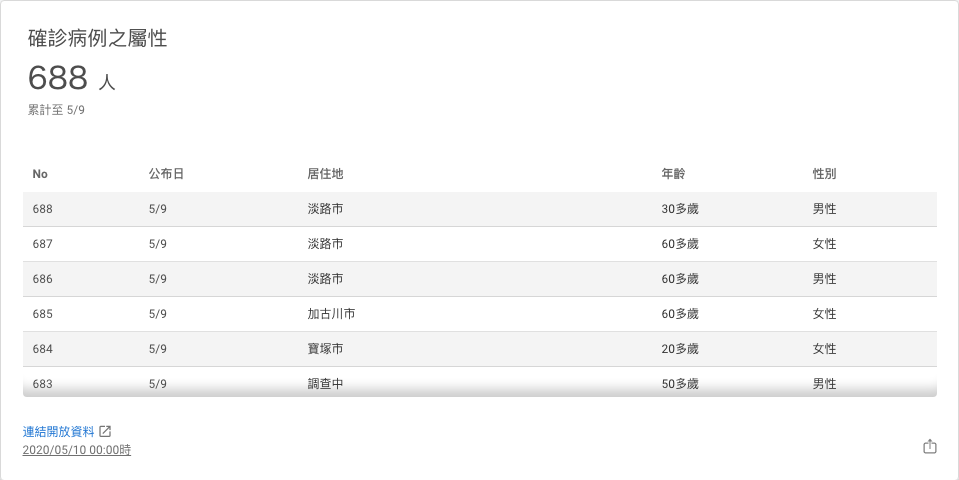 確診病例之屬性
688 人
累計至 5/9
No 公布日 居住地 年齡 性別
688 5/9 淡路市 30多歲 男性
687 5/9 淡路市 60多歲 女性
686 5/9 淡路市 60多歲 男性
685 5/9 加古川市 60多歲 女性
684 5/9 寶塚市 20多歲 女性
683 5/9 調查中 50多歲 男性
連結開放資料
2020/05/10 00:00時